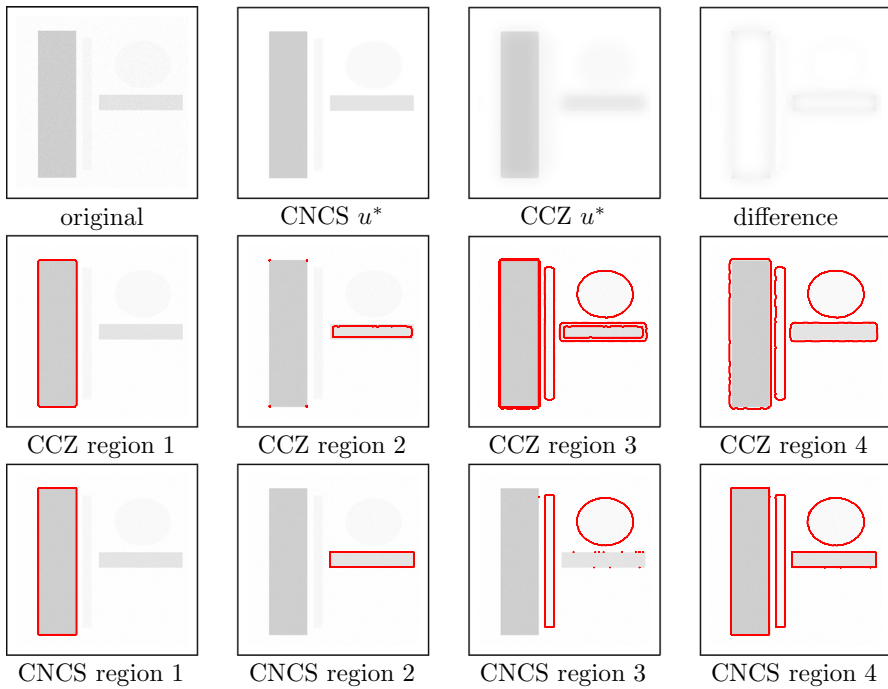 original
CNCS u*
CCZ u*
difference
CCZ region 1
CCZ region 2
CCZ region 3
CCZ region 4
CNCS region 1
CNCS region 2
CNCS region 3
CNCS region 4